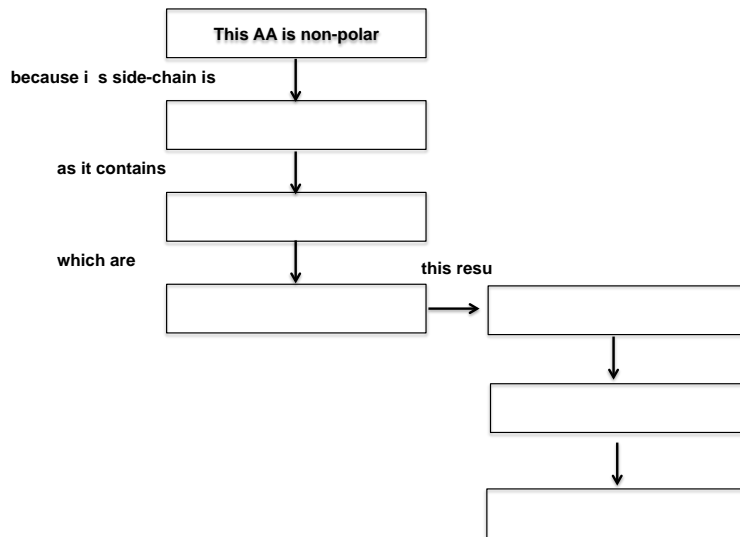 This AA is non-polar
because i s side-chain is
as it contains
which are
this resu